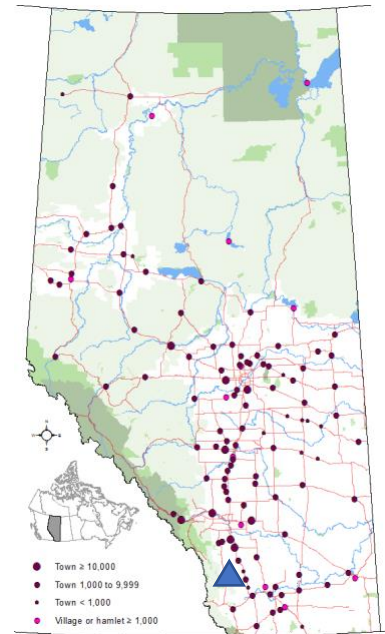 Town ≥ 10,000
Town 1,000 to 9,999
Town < 1,000
Village or hamlet ≥ 1,000